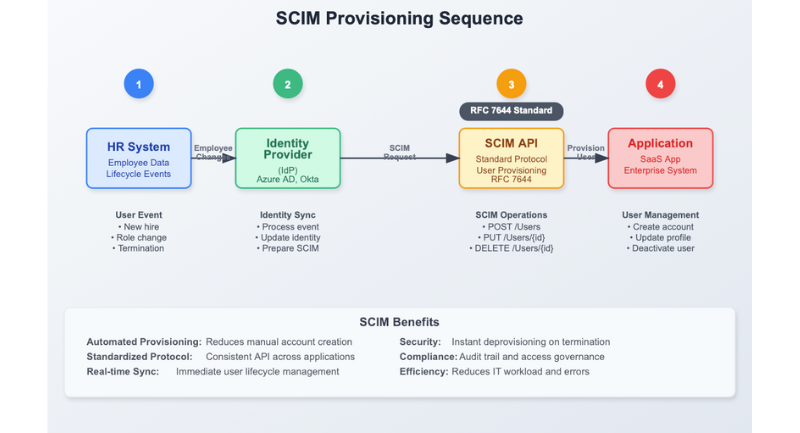 SCIM Provisioning Sequence
1
2
3
4
RFC 7644 Standard
HR System
Employee Data
Lifecycle Events
Employee
Change
Identity
Provider
(IdP)
Azure AD, Okta
SCIM
Request
SCIM API
Standard Protocol
User Provisioning
RFC 7644
Provision
User
Application
SaaS App
Enterprise System
User Event
• New hire
• Role change
• Termination
Identity Sync
• Process event
• Update identity
• Prepare SCIM
SCIM Operations
• POST /Users
• PUT /Users/{id}
• DELETE /Users/{id}
User Management
• Create account
• Update profile
• Deactivate user
SCIM Benefits
Automated Provisioning: Reduces manual account creation
Standardized Protocol: Consistent API across applications
Real-time Sync: Immediate user lifecycle management
Security: Instant deprovisioning on termination
Compliance: Audit trail and access governance
Efficiency: Reduces IT workload and errors